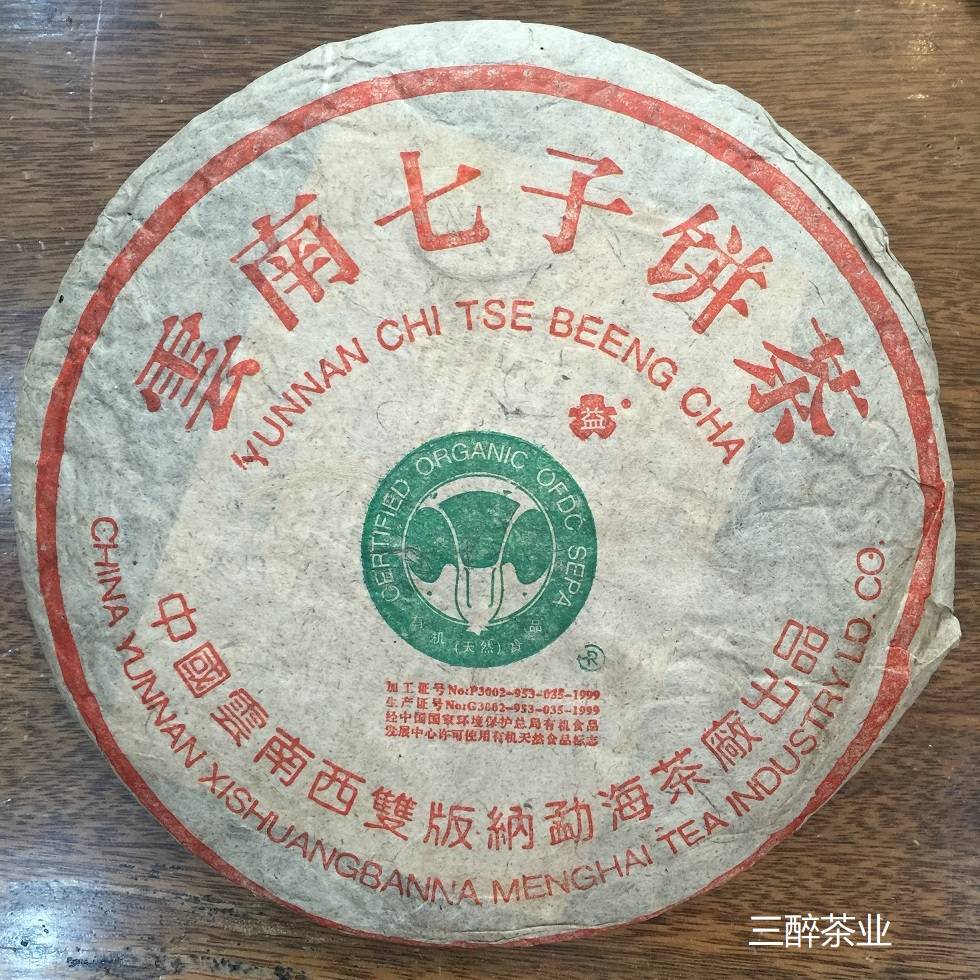 雲南七子餅茶
YUNNAN CHI TSE BEENG CHA
益
CERTIFIED ORGANIC OFDC SEPA
有机(天然)食品
R
加工证号No:P3002-953-035-1999
生产证号No:G3002-953-035-1999
经中国国家环境保护总局有机食品
发展中心许可使用有机天然食品标志
中國雲南西雙版納勐海茶廠出品
CHINA YUNNAN XISHUANGBANNA MENGHAI TEA INDUSTRY LD. CO.
三醉茶业